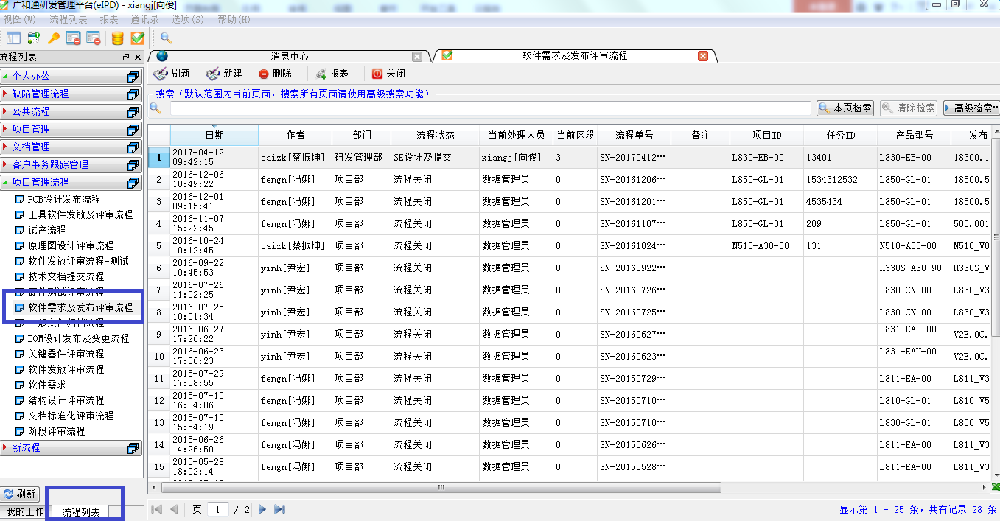 广和通研发管理平台(eIPD) - xiangj[向俊]
视图(W) 流程列表 报表 通讯录 选项(S) 帮助(H)
流程列表
个人办公
缺陷管理流程
公共流程
项目管理
文档管理
客户事务跟踪管理
项目管理流程
PCB设计发布流程
工具软件发放及评审流程
试产流程
原理图设计评审流程
软件发放评审流程-测试
技术文档提交流程
硬件测试评审流程
软件需求及发布评审流程
一般文件归档流程
BOM设计发布及变更流程
关键器件评审流程
软件发放评审流程
软件需求
结构设计评审流程
文档标准化评审流程
阶段评审流程
新流程
刷新
我的工作 流程列表
消息中心 软件需求及发布评审流程
刷新 新建 删除 报表 关闭
搜索（默认范围为当前页面，搜索所有页面请使用高级搜索功能）
本页检索 清除检索 高级检索…
日期 作者 部门 流程状态 当前处理人员 当前区段 流程单号 备注 项目ID 任务ID 产品型号
1 2017-04-12 09:42:15 caizk[蔡振坤] 研发管理部 SE设计及提交 xiangj[向俊] 3 SN-20170412… L830-EB-00 13401 L830-EB-00 18300.1
2 2016-12-06 10:49:22 fengn[冯娜] 项目部 流程关闭 数据管理员 0 SN-20161206… L850-GL-01 1534312532 L850-GL-01 18500.5
3 2016-12-01 09:15:41 fengn[冯娜] 项目部 流程关闭 数据管理员 0 SN-20161201… L850-GL-01 4535434 L850-GL-01 18500.5
4 2016-11-07 15:22:45 fengn[冯娜] 项目部 流程关闭 数据管理员 0 SN-20161107… L850-GL-01 209 L850-GL-01 500.001
5 2016-10-24 10:12:45 caizk[蔡振坤] 项目部 流程关闭 数据管理员 0 SN-20161024… N510-A30-00 131 N510-A30-00 N510_V0
6 2016-09-22 10:45:53 yinh[尹宏] 项目部 流程关闭 数据管理员 0 SN-20160922… H330S-A30-90 H330S_V
7 2016-07-26 11:02:25 yinh[尹宏] 项目部 流程关闭 数据管理员 0 SN-20160726… L830-CN-00 L830_V3
8 2016-07-25 10:01:34 yinh[尹宏] 项目部 流程关闭 数据管理员 0 SN-20160725… L830-CN-00 L830_V3
9 2016-06-27 17:26:22 yinh[尹宏] 项目部 流程关闭 数据管理员 0 SN-20160627… L831-EAU-00 V2E.0C.
10 2016-06-23 17:36:23 yinh[尹宏] 项目部 流程关闭 数据管理员 0 SN-20160623… L831-EAU-00 V2E.0C.
11 2015-07-29 17:38:55 fengn[冯娜] 项目部 流程关闭 数据管理员 0 SN-20150729… L811-EA-00 L811_V3
12 2015-07-10 16:04:06 fengn[冯娜] 项目部 流程关闭 数据管理员 0 SN-20150710… L810-GL-01 L810_V5
13 2015-07-10 15:54:19 fengn[冯娜] 项目部 流程关闭 数据管理员 0 SN-20150710… L830-GL-01 L830_V5
14 2015-06-26 14:26:50 fengn[冯娜] 项目部 流程关闭 数据管理员 0 SN-20150626… L811-EA-00 L811_V3
15 2015-05-28 18:02:14 fengn[冯娜] 项目部 流程关闭 数据管理员 0 SN-20150528… L811-EA-00 L811_V3
页 1 / 2
显示第 1 - 25 条，共有记录 28 条